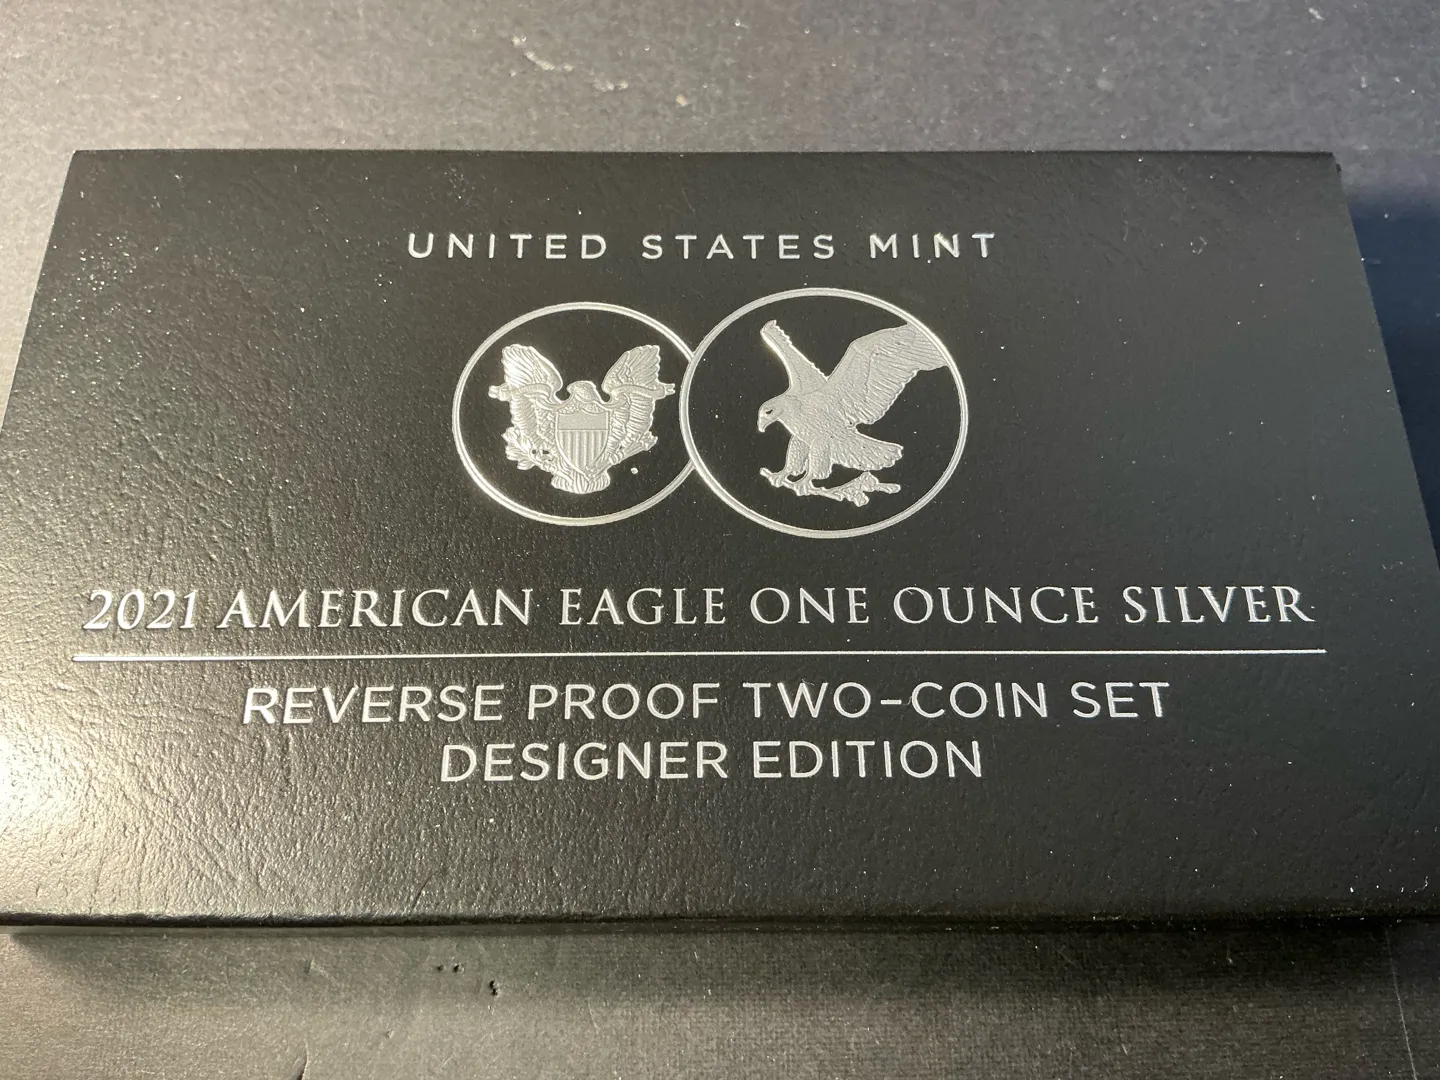 UNITED STATES MINT
2021 AMERICAN EAGLE ONE OUNCE SILVER
REVERSE PROOF TWO–COIN SET
DESIGNER EDITION